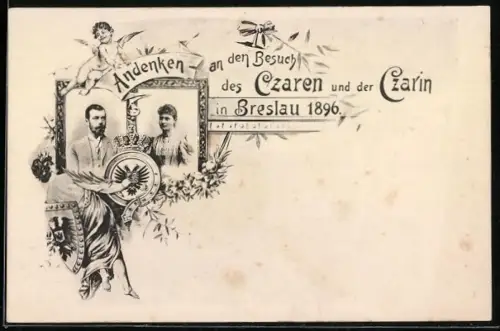 Andenken an den Besuch
des Czaren und der Czarin
in Breslau 1896.